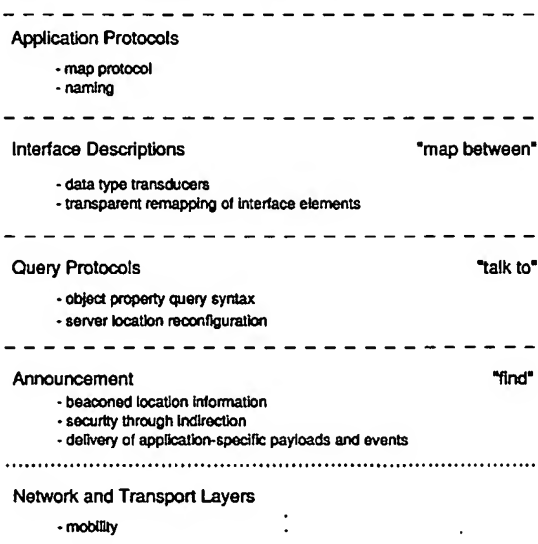 Application Protocols
- map protocol
- naming
Interface Descriptions "map between"
- data type transducers
- transparent remapping of interface elements
Query Protocols "talk to"
- object property query syntax
- server location reconfiguration
Announcement "find"
- beaconed location information
- security through indirection
- delivery of application-specific payloads and events
Network and Transport Layers
- mobility